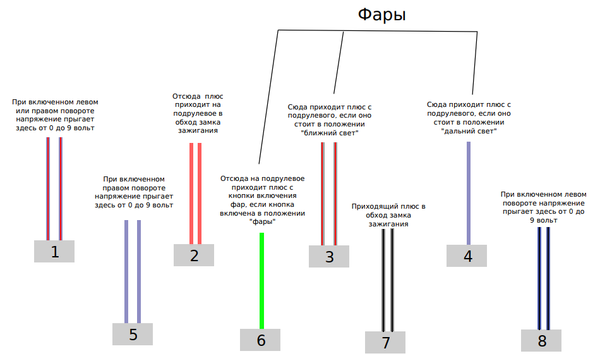 Фары
При включенном левом
или правом повороте
напряжение прыгает
здесь от 0 до 9 вольт
Отсюда плюс
приходит на
подрулевое в
обход замка
зажигания
Сюда приходит плюс с
подрулевого, если оно
стоит в положении
"ближний свет"
Сюда приходит плюс с
подрулевого, если оно
стоит в положении
"дальний свет"
При включенном
правом повороте
напряжение прыгает
здесь от 0 до 9 вольт
Отсюда на подрулевое
приходит плюс с
кнопки включения
фар, если кнопка
включена в положении
"фары"
Приходящий плюс в
обход замка
зажигания
При включенном левом
повороте напряжение
прыгает здесь от 0 до
9 вольт
1
2
3
4
5
6
7
8